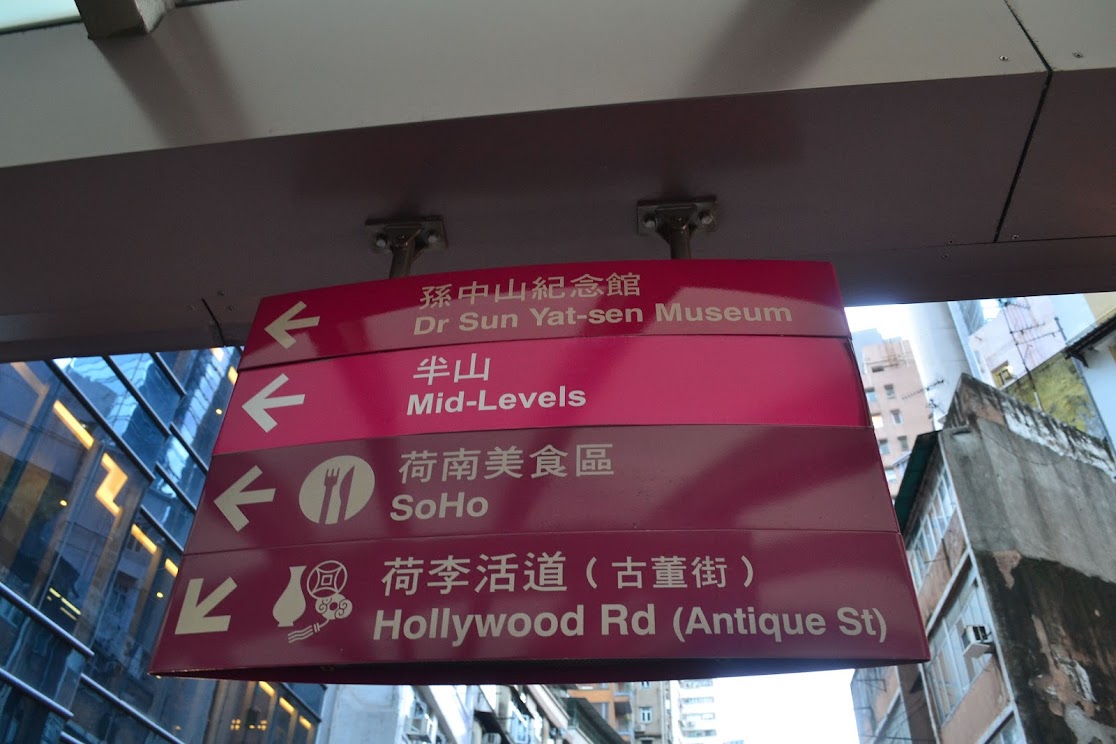 孫中山紀念館
Dr Sun Yat-sen Museum
半山
Mid-Levels
荷南美食區
SoHo
荷李活道（古董街）
Hollywood Rd (Antique St)